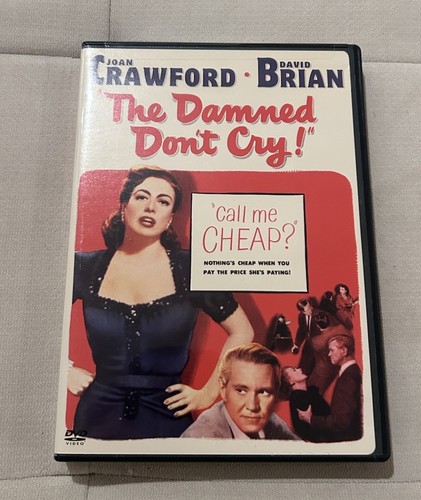 JOAN CRAWFORD · DAVID BRIAN
"The Damned
Don't Cry!"
"Call me
CHEAP?"
NOTHING'S CHEAP WHEN YOU
PAY THE PRICE SHE'S PAYING!
DVD
VIDEO